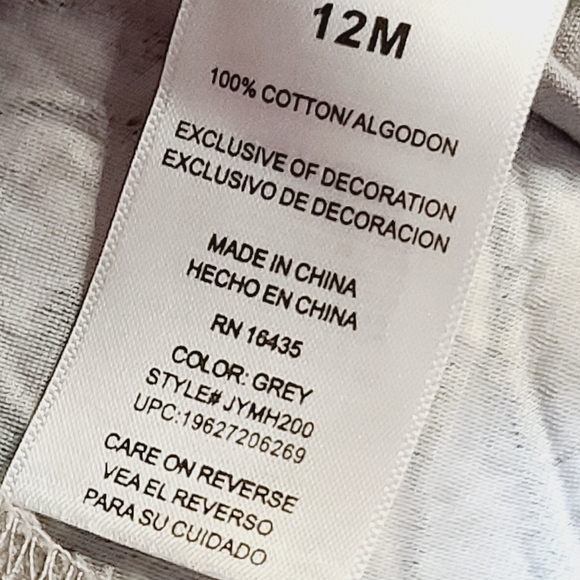 12M
100% COTTON/ALGODON
EXCLUSIVE OF DECORATION
EXCLUSIVO DE DECORACION
MADE IN CHINA
HECHO EN CHINA
RN 16435
COLOR: GREY
STYLE# JYMH200
UPC:19627206269
CARE ON REVERSE
VEA EL REVERSO
PARA SU CUIDADO